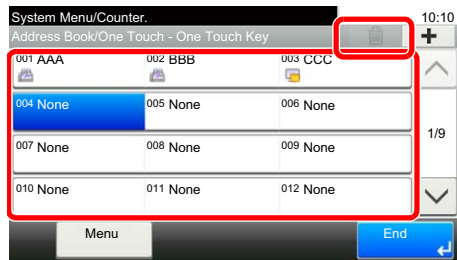 System Menu/Counter. 10:10
Address Book/One Touch - One Touch Key
001 AAA 002 BBB 003 CCC
004 None 005 None 006 None
1/9
007 None 008 None 009 None
010 None 011 None 012 None
Menu End